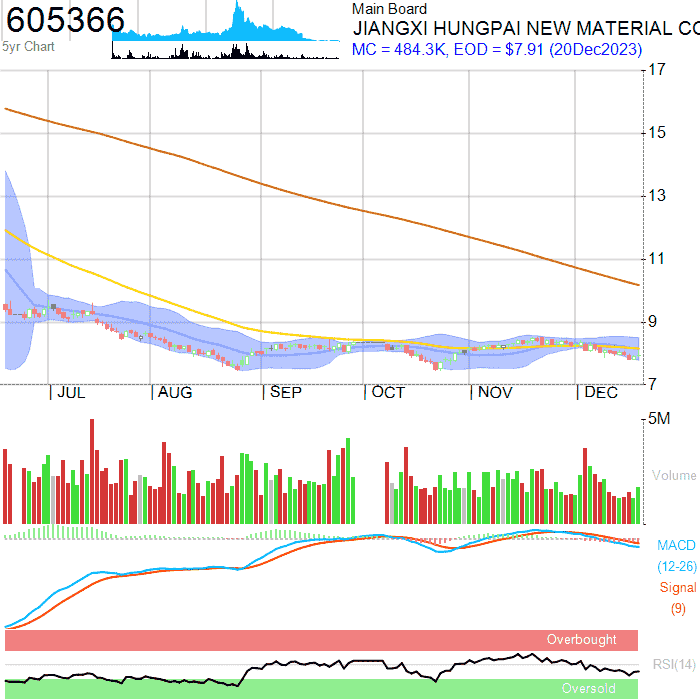 605366
5yr Chart
Main Board
JIANGXI HUNGPAI NEW MATERIAL CO
MC = 484.3K, EOD = $7.91 (20Dec2023)
17
15
13
11
9
7
JUL
AUG
SEP
OCT
NOV
DEC
5M
Volume
MACD
(12-26)
Signal
(9)
Overbought
RSI(14)
Oversold